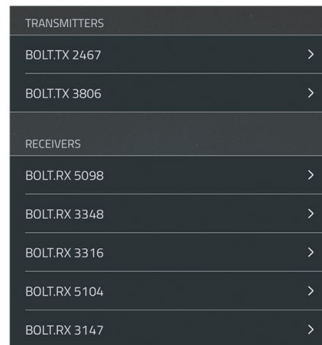 TRANSMITTERS
BOLT.TX 2467
BOLT.TX 3806
RECEIVERS
BOLT.RX 5098
BOLT.RX 3348
BOLT.RX 3316
BOLT.RX 5104
BOLT.RX 3147